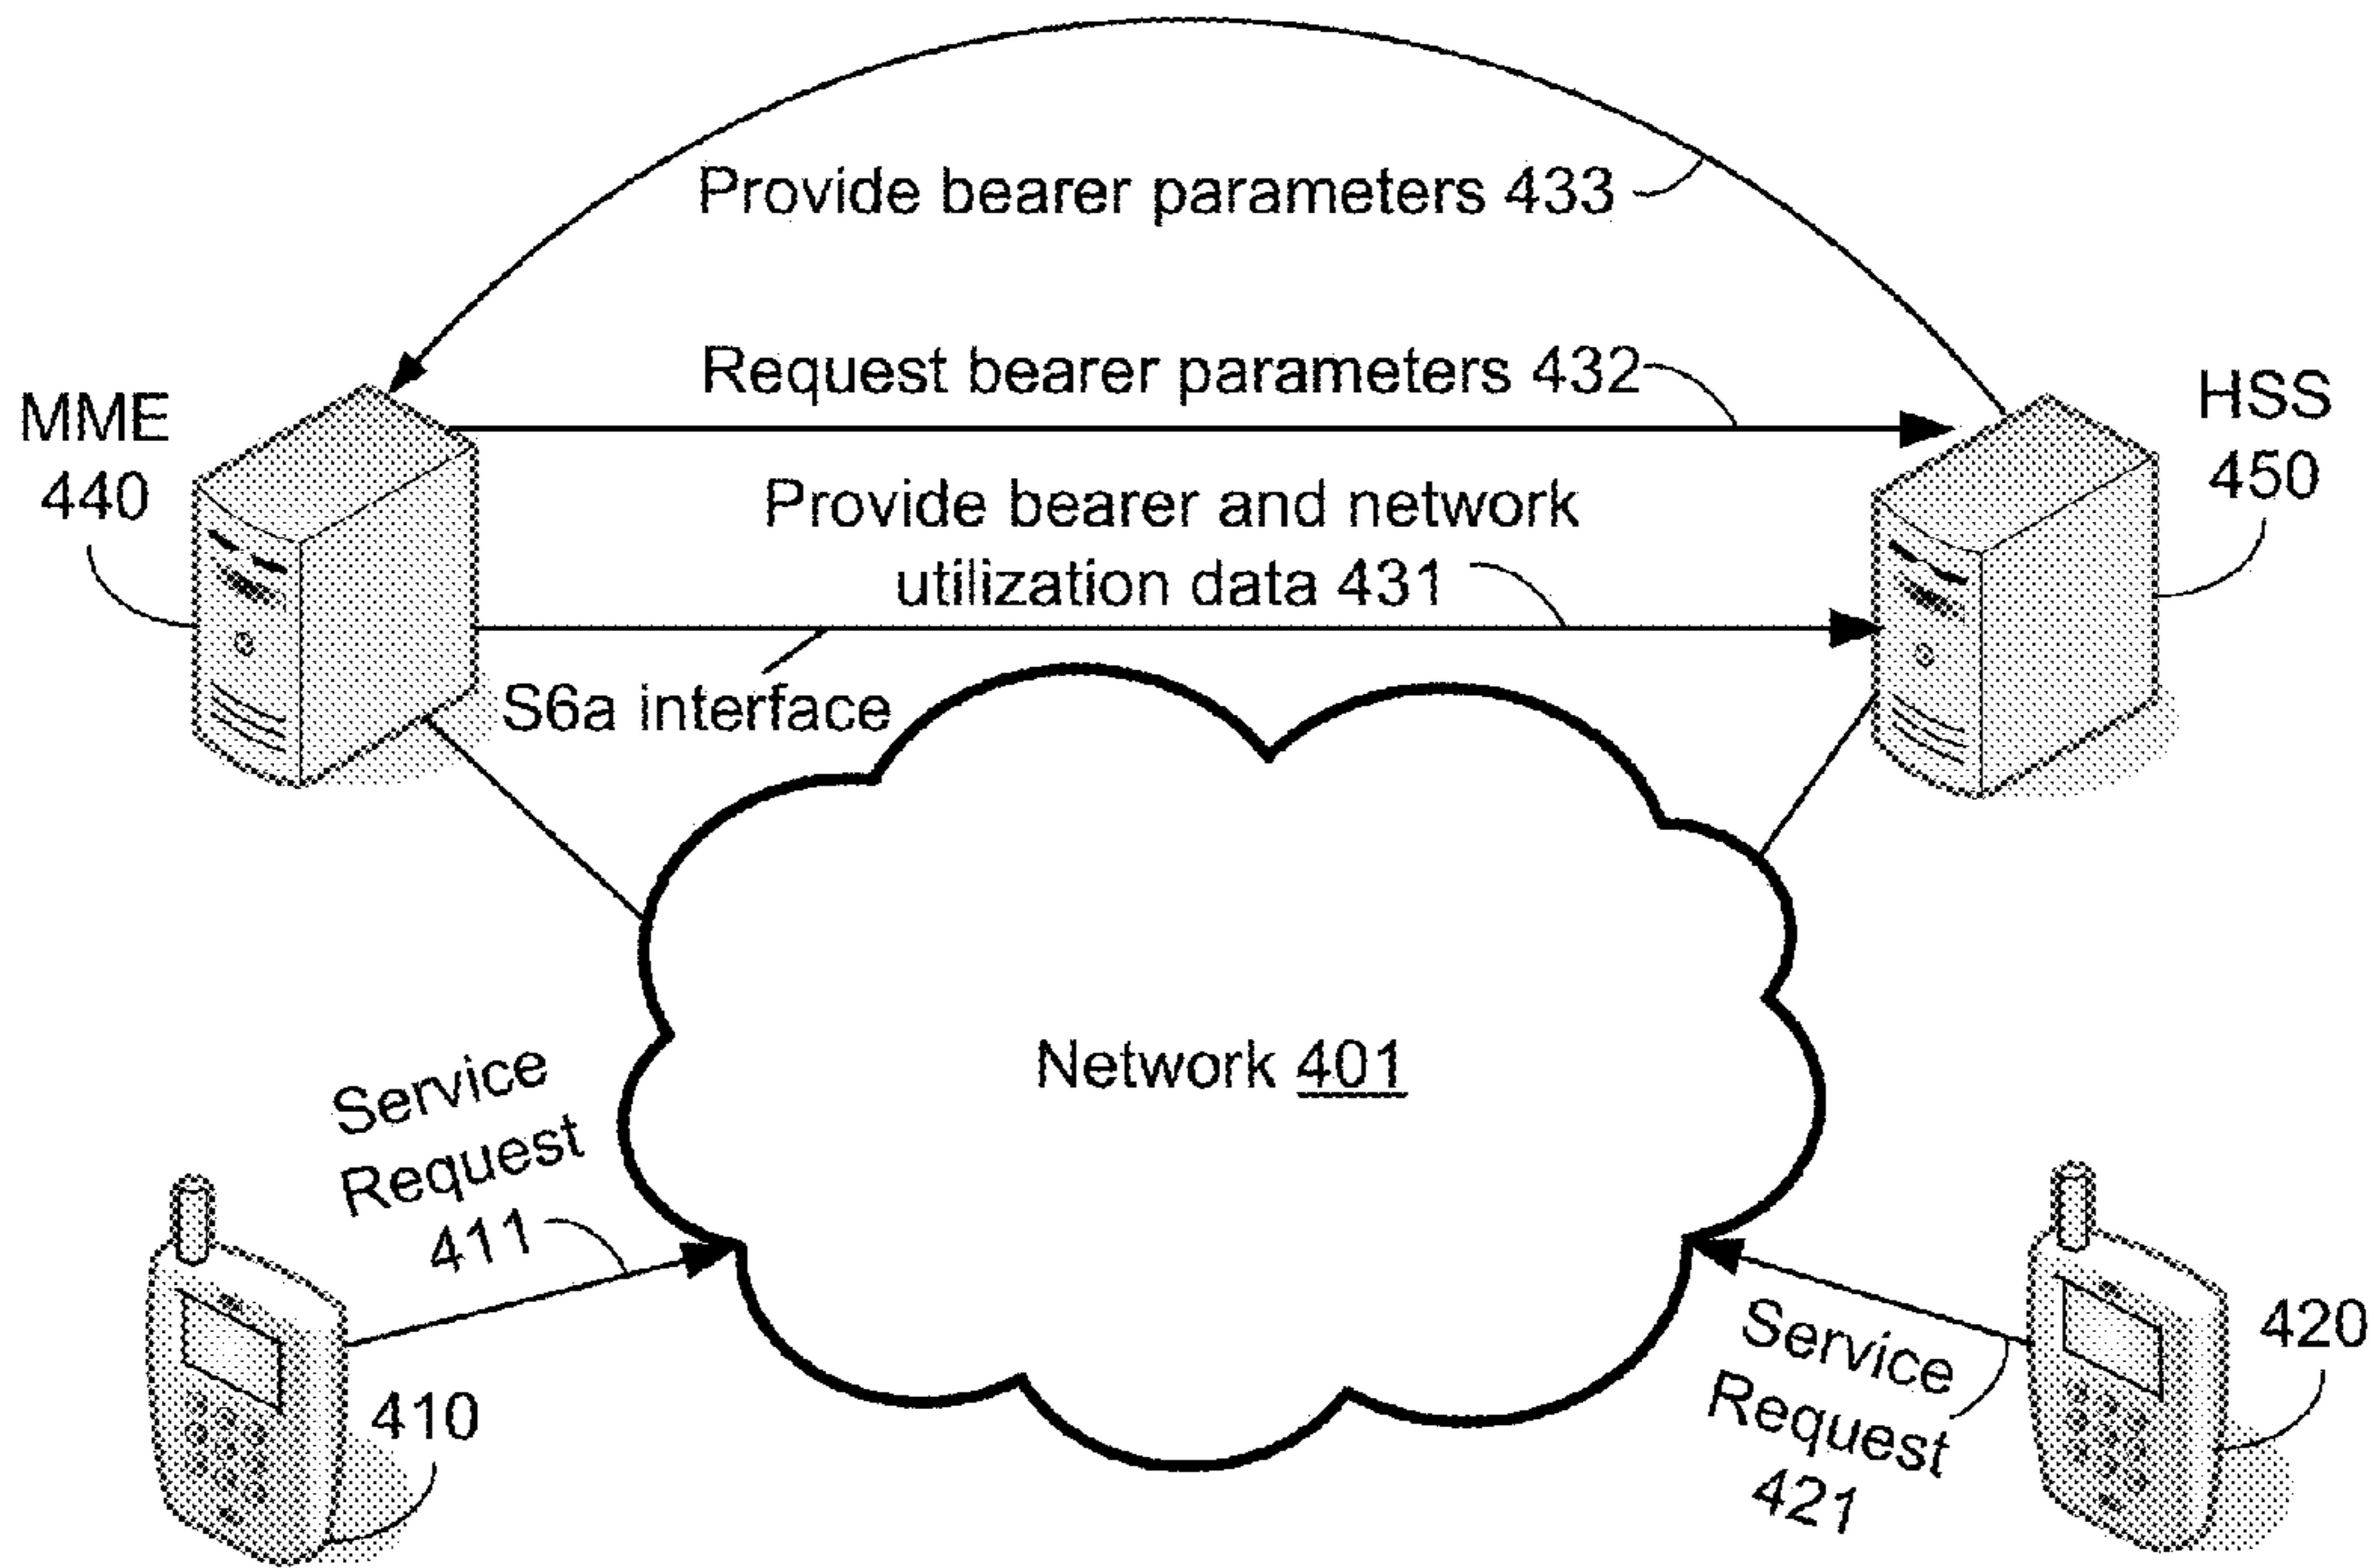 Provide bearer parameters 433
Request bearer parameters 432
MME
440
HSS
450
Provide bearer and network
utilization data 431
S6a interface
Network 401
Service
Request
411
410
Service
Request
421
420